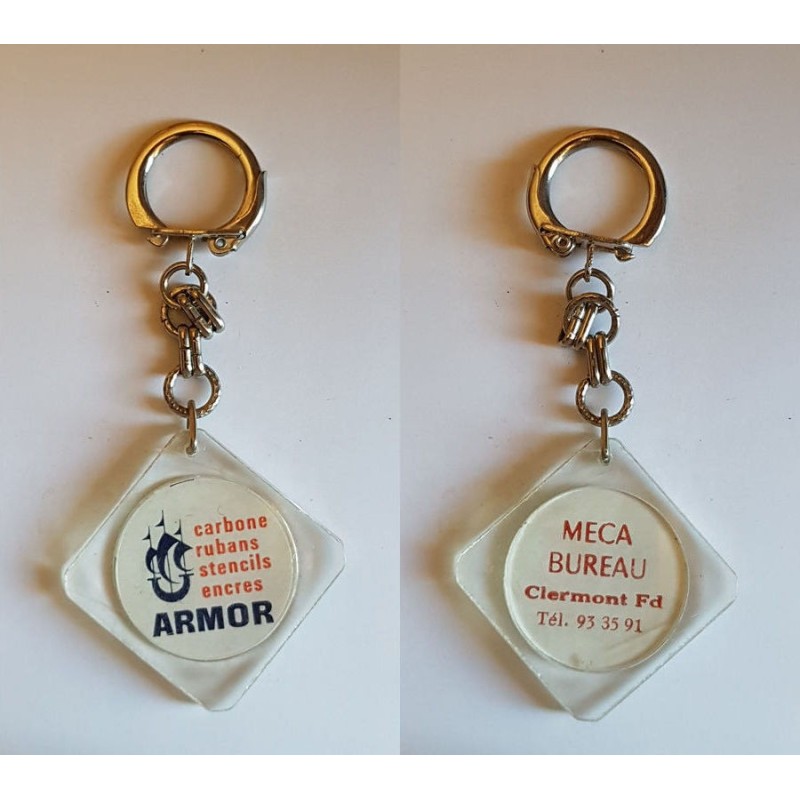 carbone
rubans
stencils
encres
ARMOR
MECA
BUREAU
Clermont Fd
Tél. 93 35 91